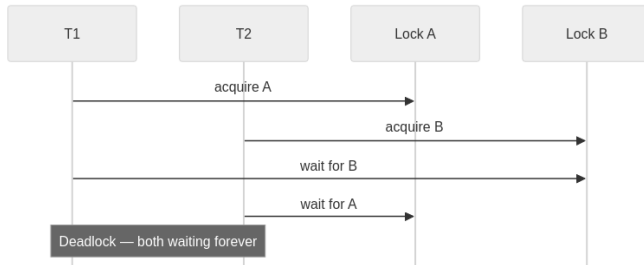 T1
T2
Lock A
Lock B
acquire A
acquire B
wait for B
wait for A
Deadlock — both waiting forever